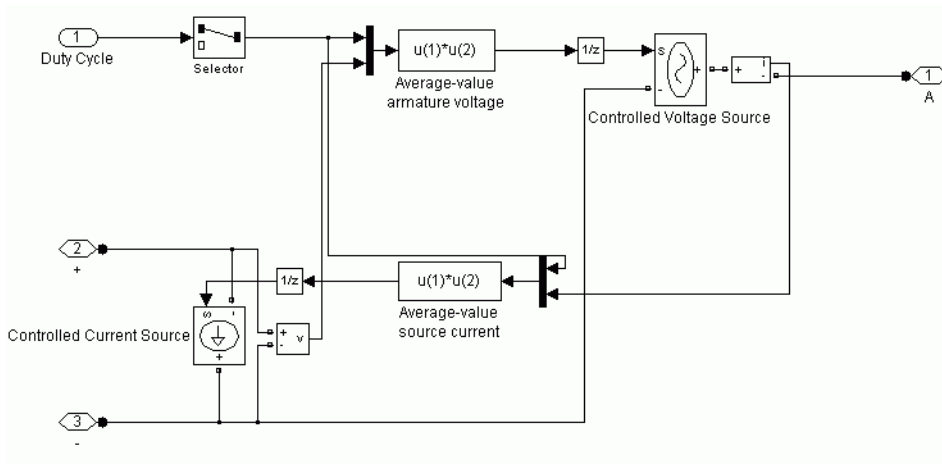 1
Duty Cycle
Selector
u(1)*u(2)
Average-value
armature voltage
1/z
s
+
-
Controlled Voltage Source
+
i
-
1
A
2
+
1/z
u(1)*u(2)
Average-value
source current
s
-
+
Controlled Current Source
+
-
v
3
-